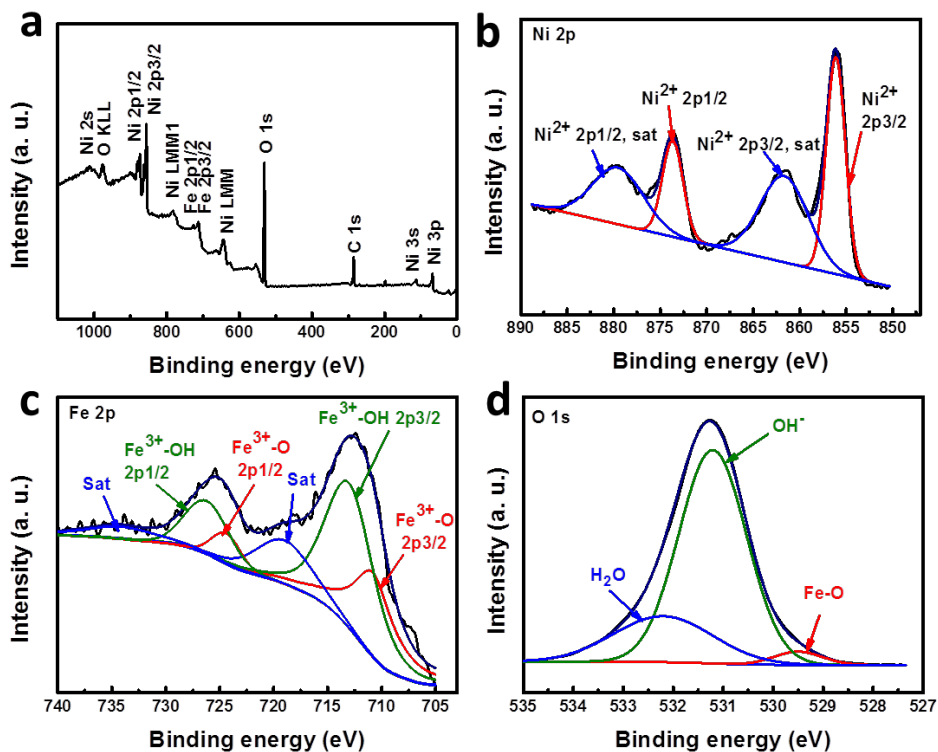 a
Intensity (a. u.)
Ni 2s
O KLL
Ni 2p1/2
Ni 2p3/2
Ni LMM1
Fe 2p1/2
Fe 2p3/2
Ni LMM
O 1s
C 1s
Ni 3s
Ni 3p
1000 800 600 400 200 0
Binding energy (eV)
b
Intensity (a. u.)
Ni 2p
Ni²⁺ 2p1/2, sat
Ni²⁺ 2p1/2
Ni²⁺ 2p3/2, sat
Ni²⁺
2p3/2
890 885 880 875 870 865 860 855 850
Binding energy (eV)
c
Intensity (a. u.)
Fe 2p
Sat
Fe³⁺-OH
2p1/2
Fe³⁺-O
2p1/2
Sat
Fe³⁺-OH 2p3/2
Fe³⁺-O
2p3/2
740 735 730 725 720 715 710 705
Binding energy (eV)
d
Intensity (a. u.)
O 1s
H₂O
OH⁻
Fe-O
535 534 533 532 531 530 529 528 527
Binding energy (eV)